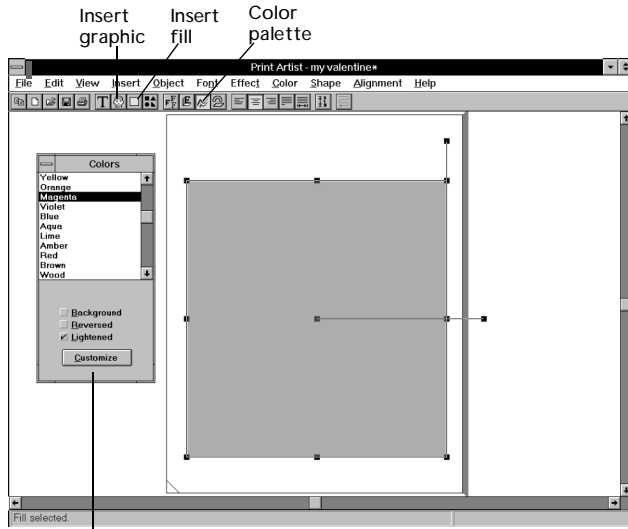 Insert graphic
Insert fill
Color palette
Print Artist - my valentine*
File Edit View Insert Object Font Effect Color Shape Alignment Help
T FFF E
Colors
Yellow
Orange
Magenta
Violet
Blue
Aqua
Lime
Amber
Red
Brown
Wood
Background
Reversed
Lightened
Customize
Fill selected.